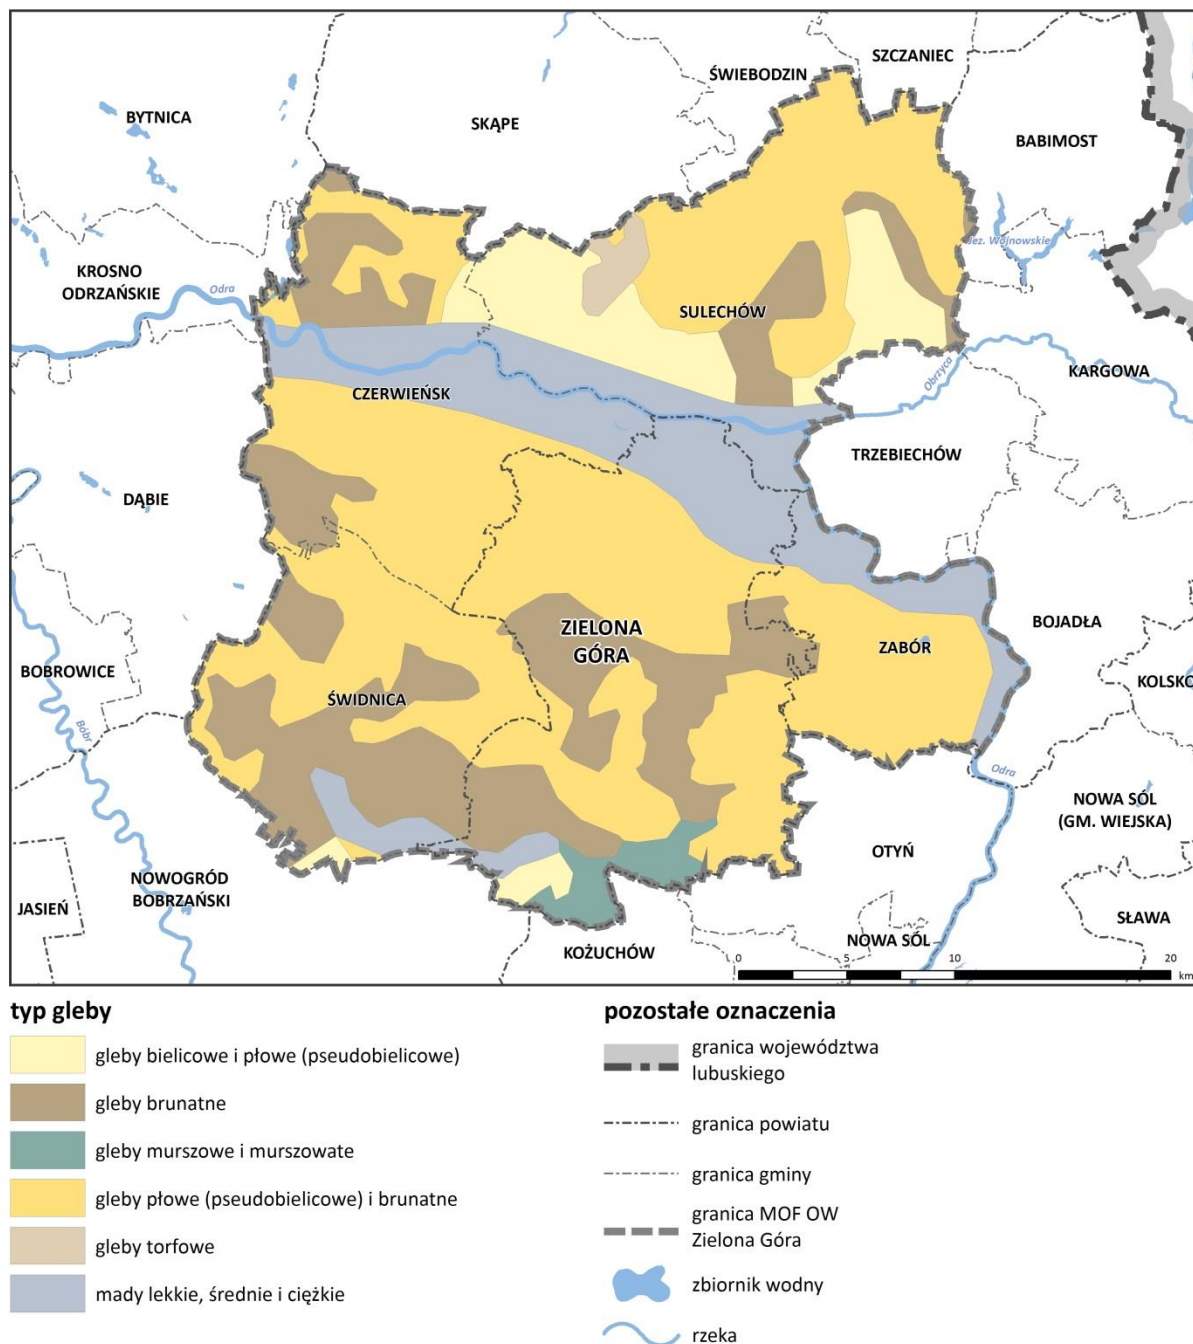 SZCZANIEC
ŚWIEBODZIN
BYTNICA
SKĄPE
BABIMOST
Jez. Wojnowskie
KROSNO
ODRZAŃSKIE
Odra
SULECHÓW
Obrzyca
KARGOWA
CZERWIEŃSK
TRZEBIECHÓW
DĄBIE
ZIELONA
GÓRA
BOJADŁA
ZABÓR
BOBROWICE
KOLSKO
ŚWIDNICA
Bóbr
Odra
NOWA SÓL
(GM. WIEJSKA)
OTYŃ
NOWOGRÓD
BOBRZAŃSKI
JASIEŃ
SŁAWA
KOŻUCHÓW
NOWA SÓL
0 5 10 20
km
typ gleby
gleby bielicowe i płowe (pseudobielicowe)
gleby brunatne
gleby murszowe i murszowate
gleby płowe (pseudobielicowe) i brunatne
gleby torfowe
mady lekkie, średnie i ciężkie
pozostałe oznaczenia
granica województwa
lubuskiego
granica powiatu
granica gminy
granica MOF OW
Zielona Góra
zbiornik wodny
rzeka